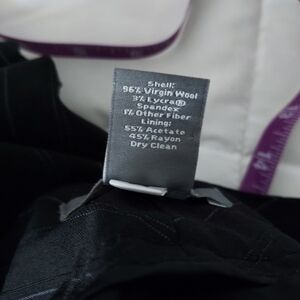 Shell:
96% Virgin Wool
3% Lycra®
Spandex
1% Other Fiber
Lining:
55% Acetate
45% Rayon
Dry Clean